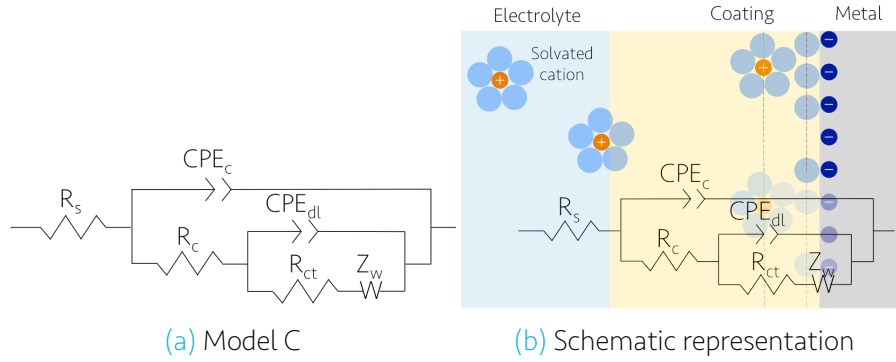 Electrolyte
Coating
Metal
Solvated
cation
+
+
+
CPEc
Rs
Rc
CPEdl
Rct
Zw
CPEc
Rs
Rc
CPEdl
Rct
Zw
(a) Model C
(b) Schematic representation